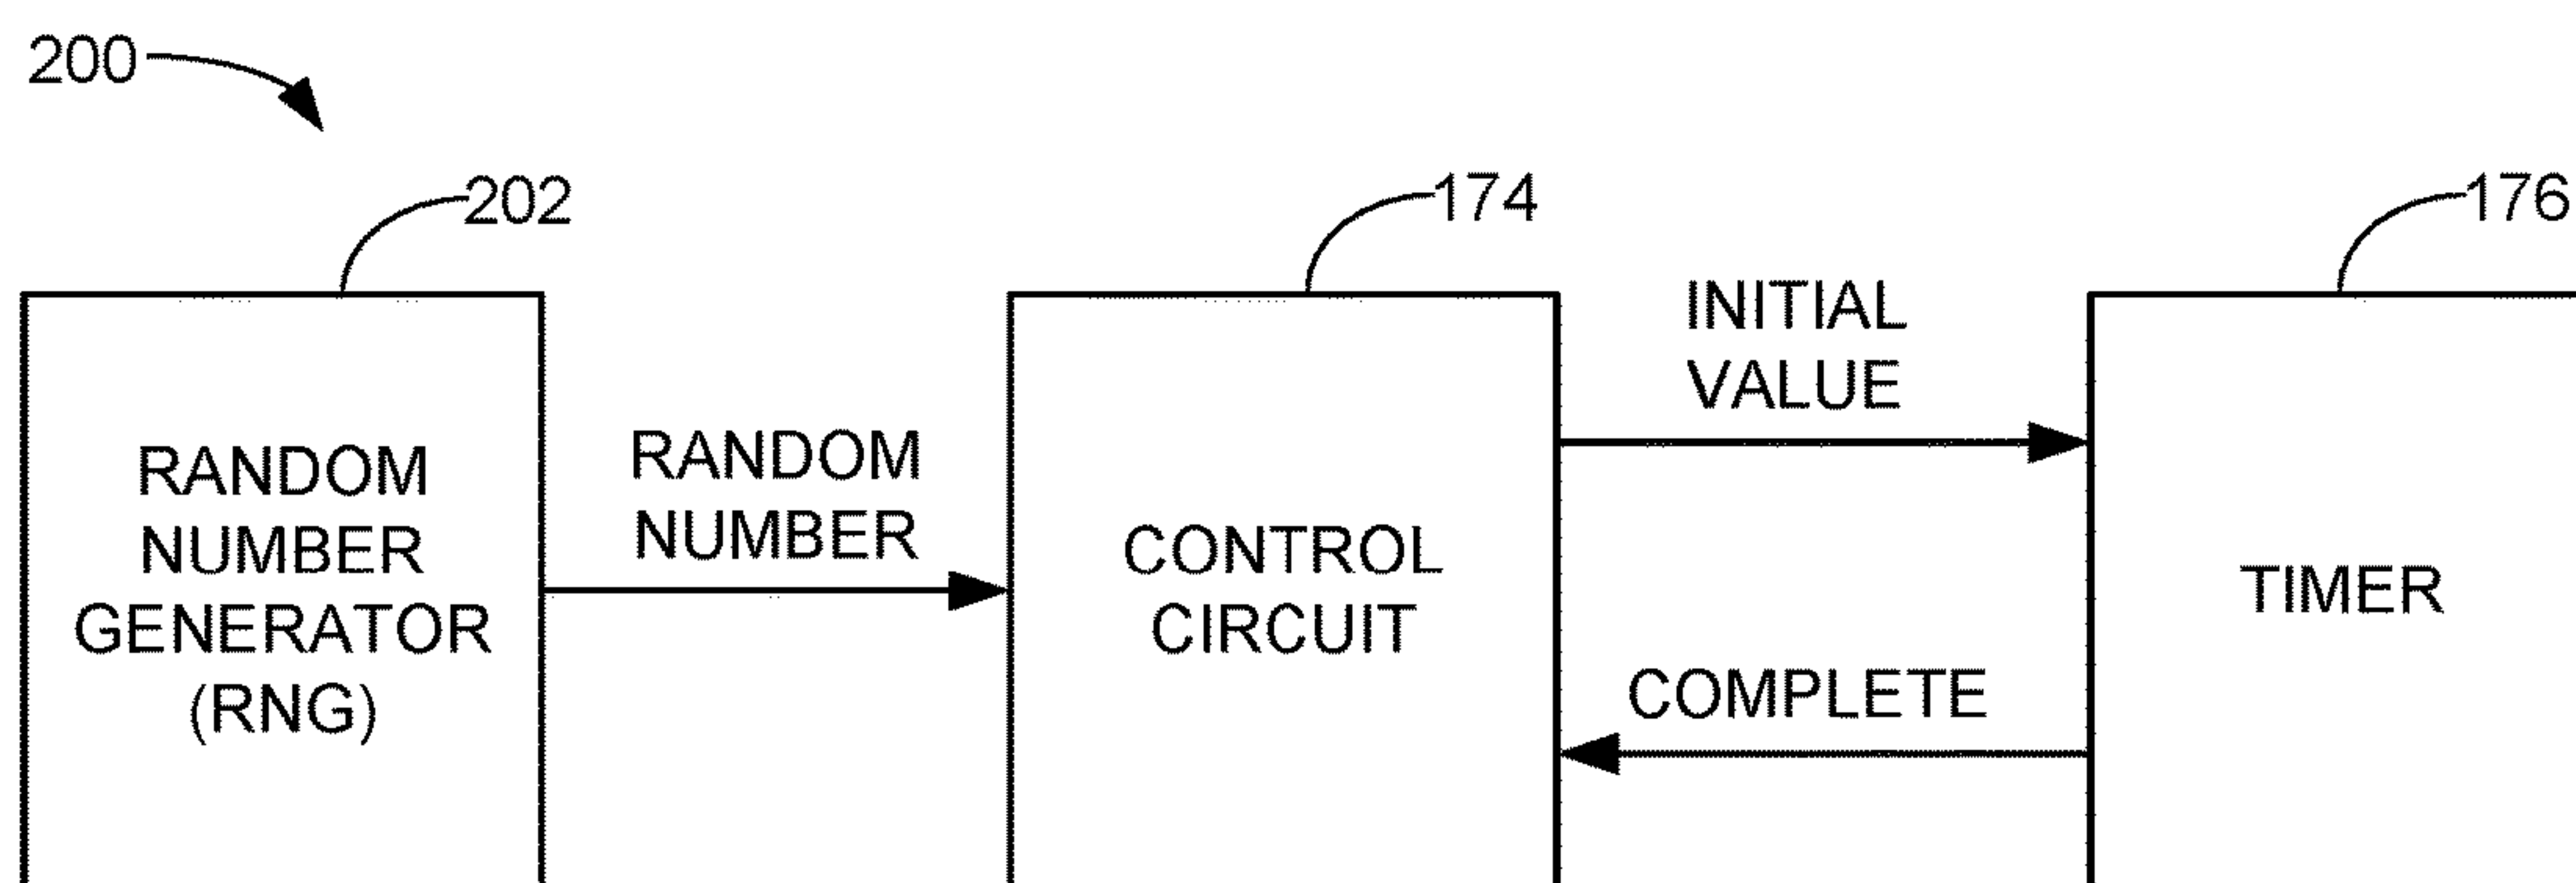 200
202
174
176
RANDOM
NUMBER
GENERATOR
(RNG)
RANDOM
NUMBER
CONTROL
CIRCUIT
INITIAL
VALUE
COMPLETE
TIMER